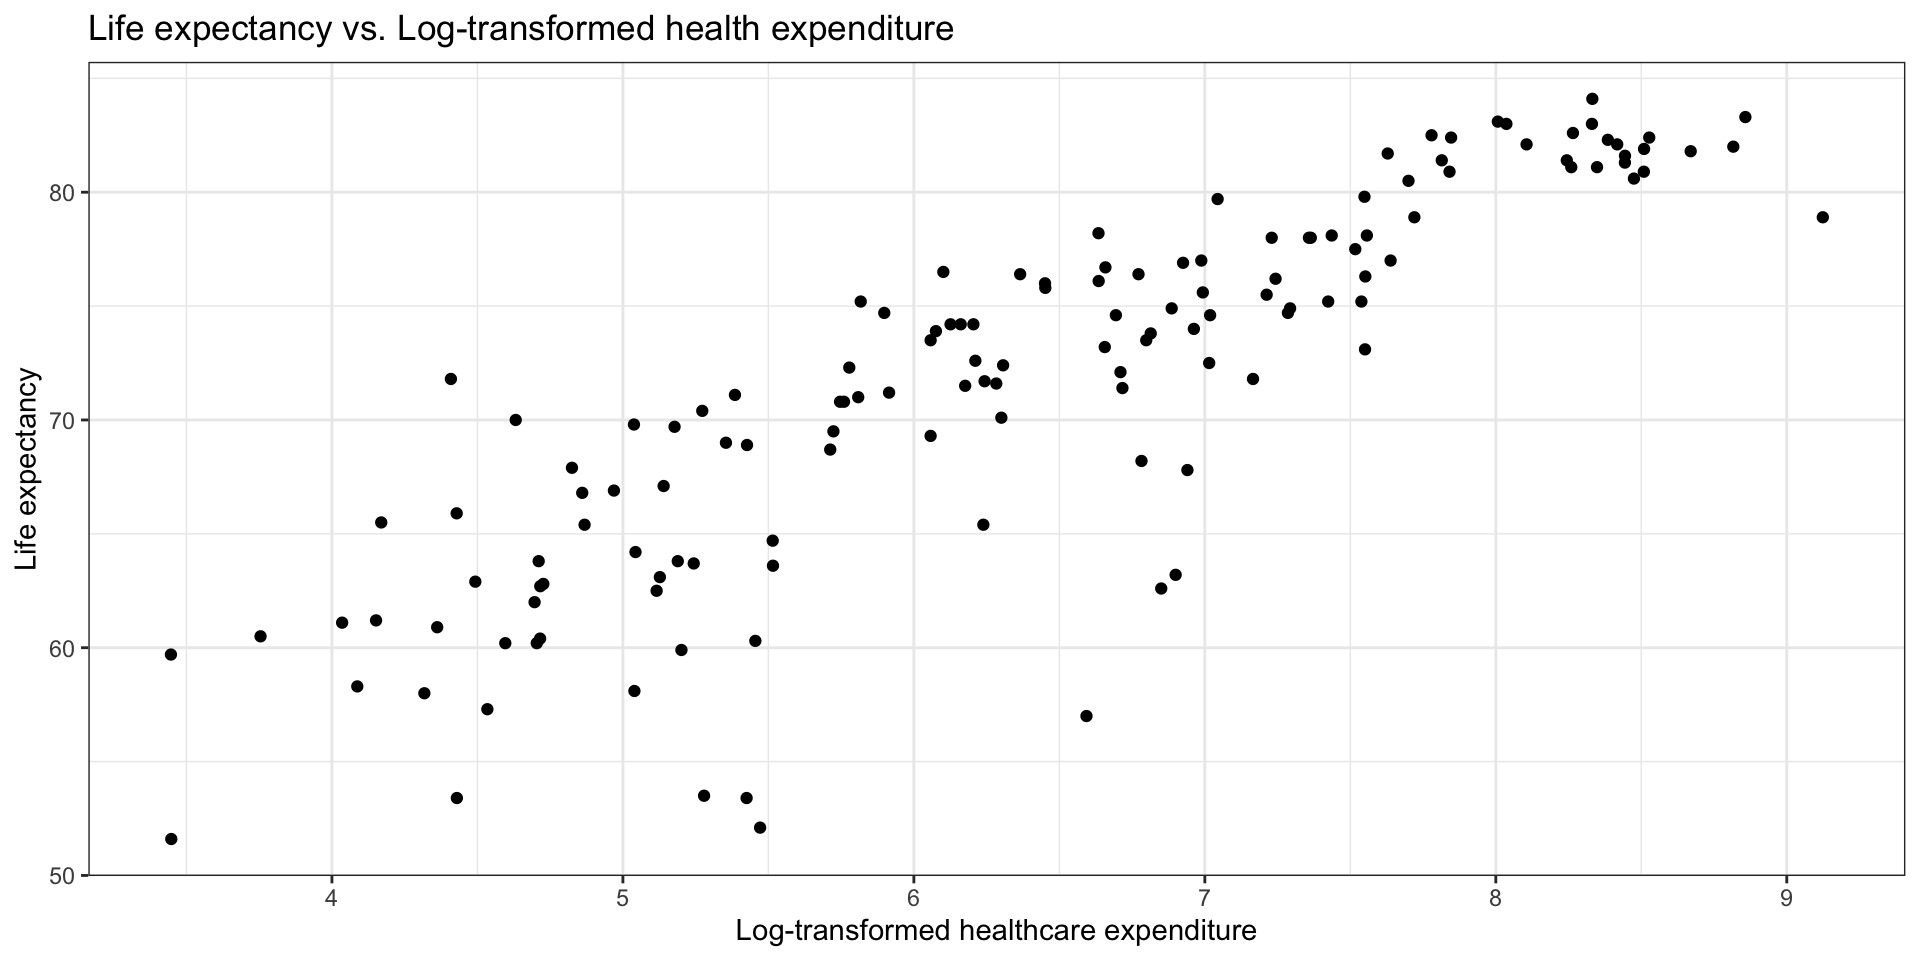 Life expectancy vs. Log-transformed health expenditure
Life expectancy
80
70
60
50
4 5 6 7 8 9
Log-transformed healthcare expenditure